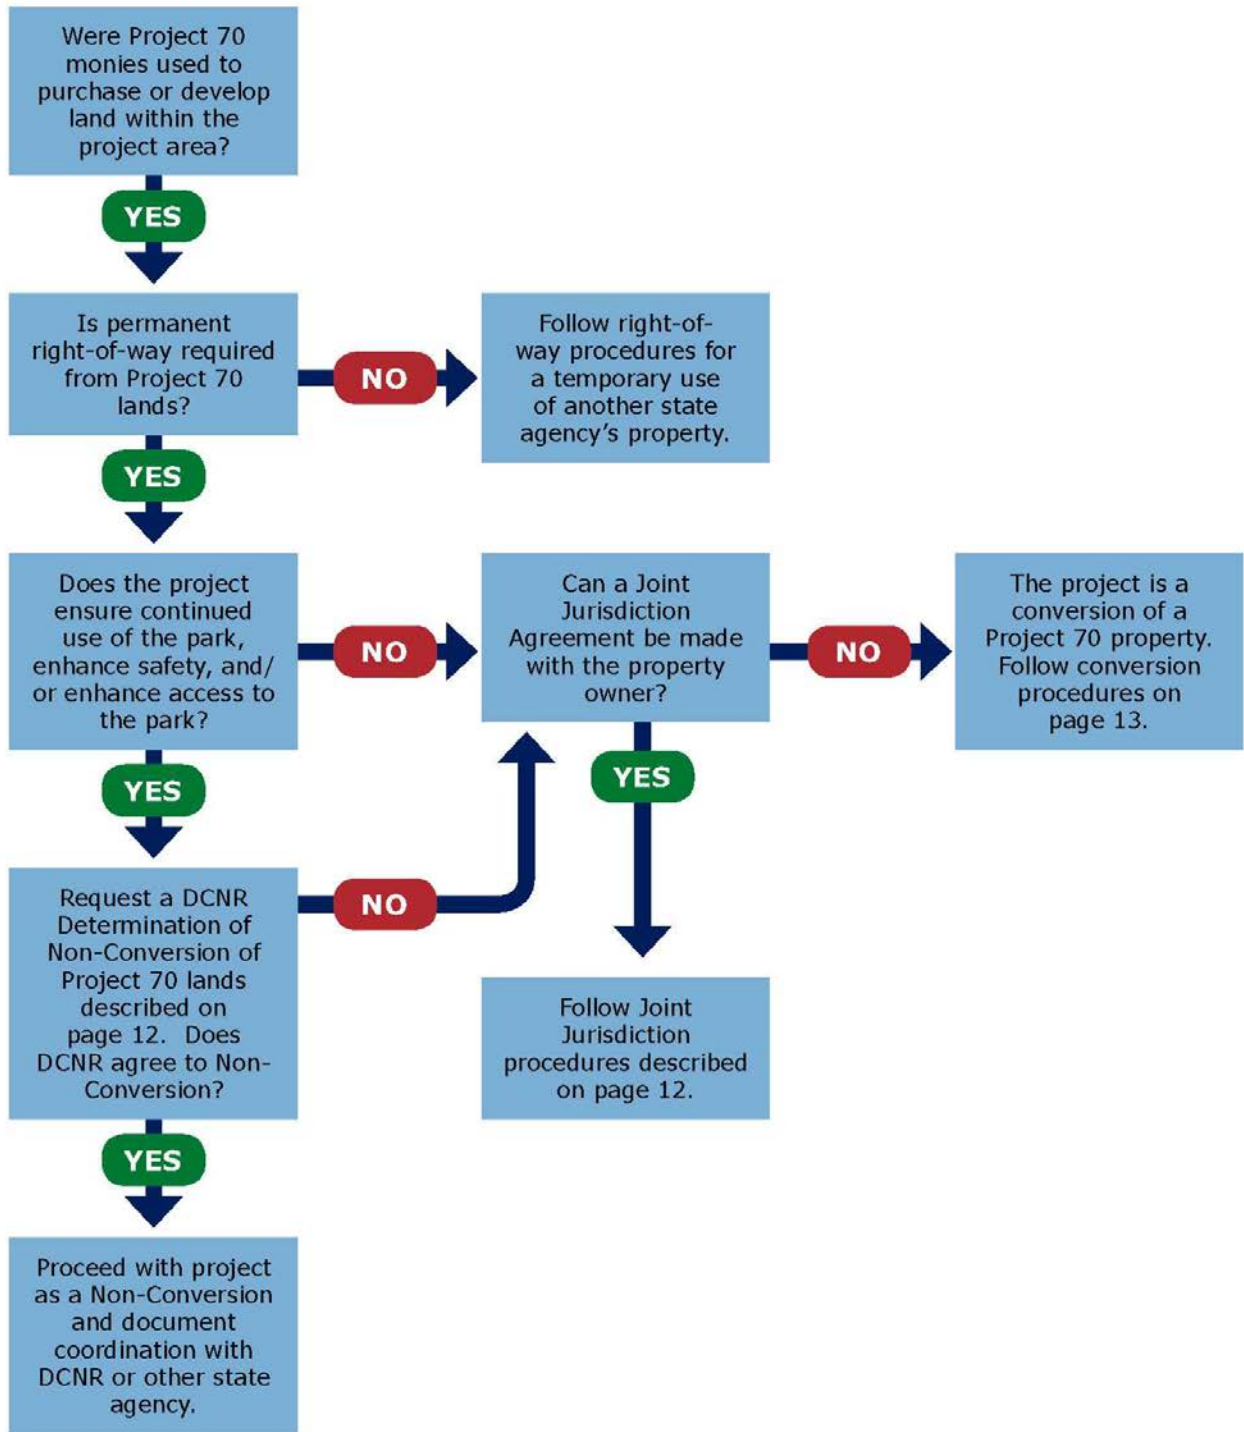 Were Project 70
monies used to
purchase or develop
land within the
project area?
YES
Is permanent
right-of-way required
from Project 70
lands?
NO
Follow right-of-
way procedures for
a temporary use
of another state
agency's property.
YES
Does the project
ensure continued
use of the park,
enhance safety, and/
or enhance access to
the park?
NO
Can a Joint
Jurisdiction
Agreement be made
with the property
owner?
NO
The project is a
conversion of a
Project 70 property.
Follow conversion
procedures on
page 13.
YES
YES
Request a DCNR
Determination of
Non-Conversion of
Project 70 lands
described on
page 12.  Does
DCNR agree to Non-
Conversion?
NO
Follow Joint
Jurisdiction
procedures described
on page 12.
YES
Proceed with project
as a Non-Conversion
and document
coordination with
DCNR or other state
agency.